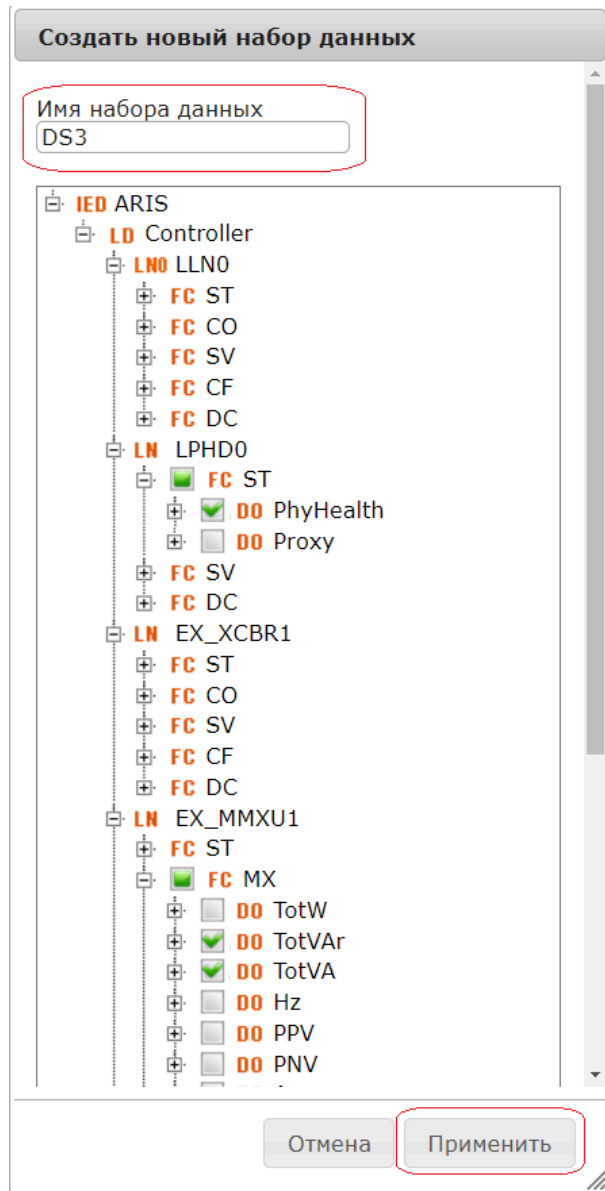 Создать новый набор данных
Имя набора данных
DS3
IED ARIS
LD Controller
LN0 LLN0
FC ST
FC CO
FC SV
FC CF
FC DC
LN LPHD0
FC ST
DO PhyHealth
DO Proxy
FC SV
FC DC
LN EX_XCBR1
FC ST
FC CO
FC SV
FC CF
FC DC
LN EX_MMXU1
FC ST
FC MX
DO TotW
DO TotVAr
DO TotVA
DO Hz
DO PPV
DO PNV
Отмена Применить